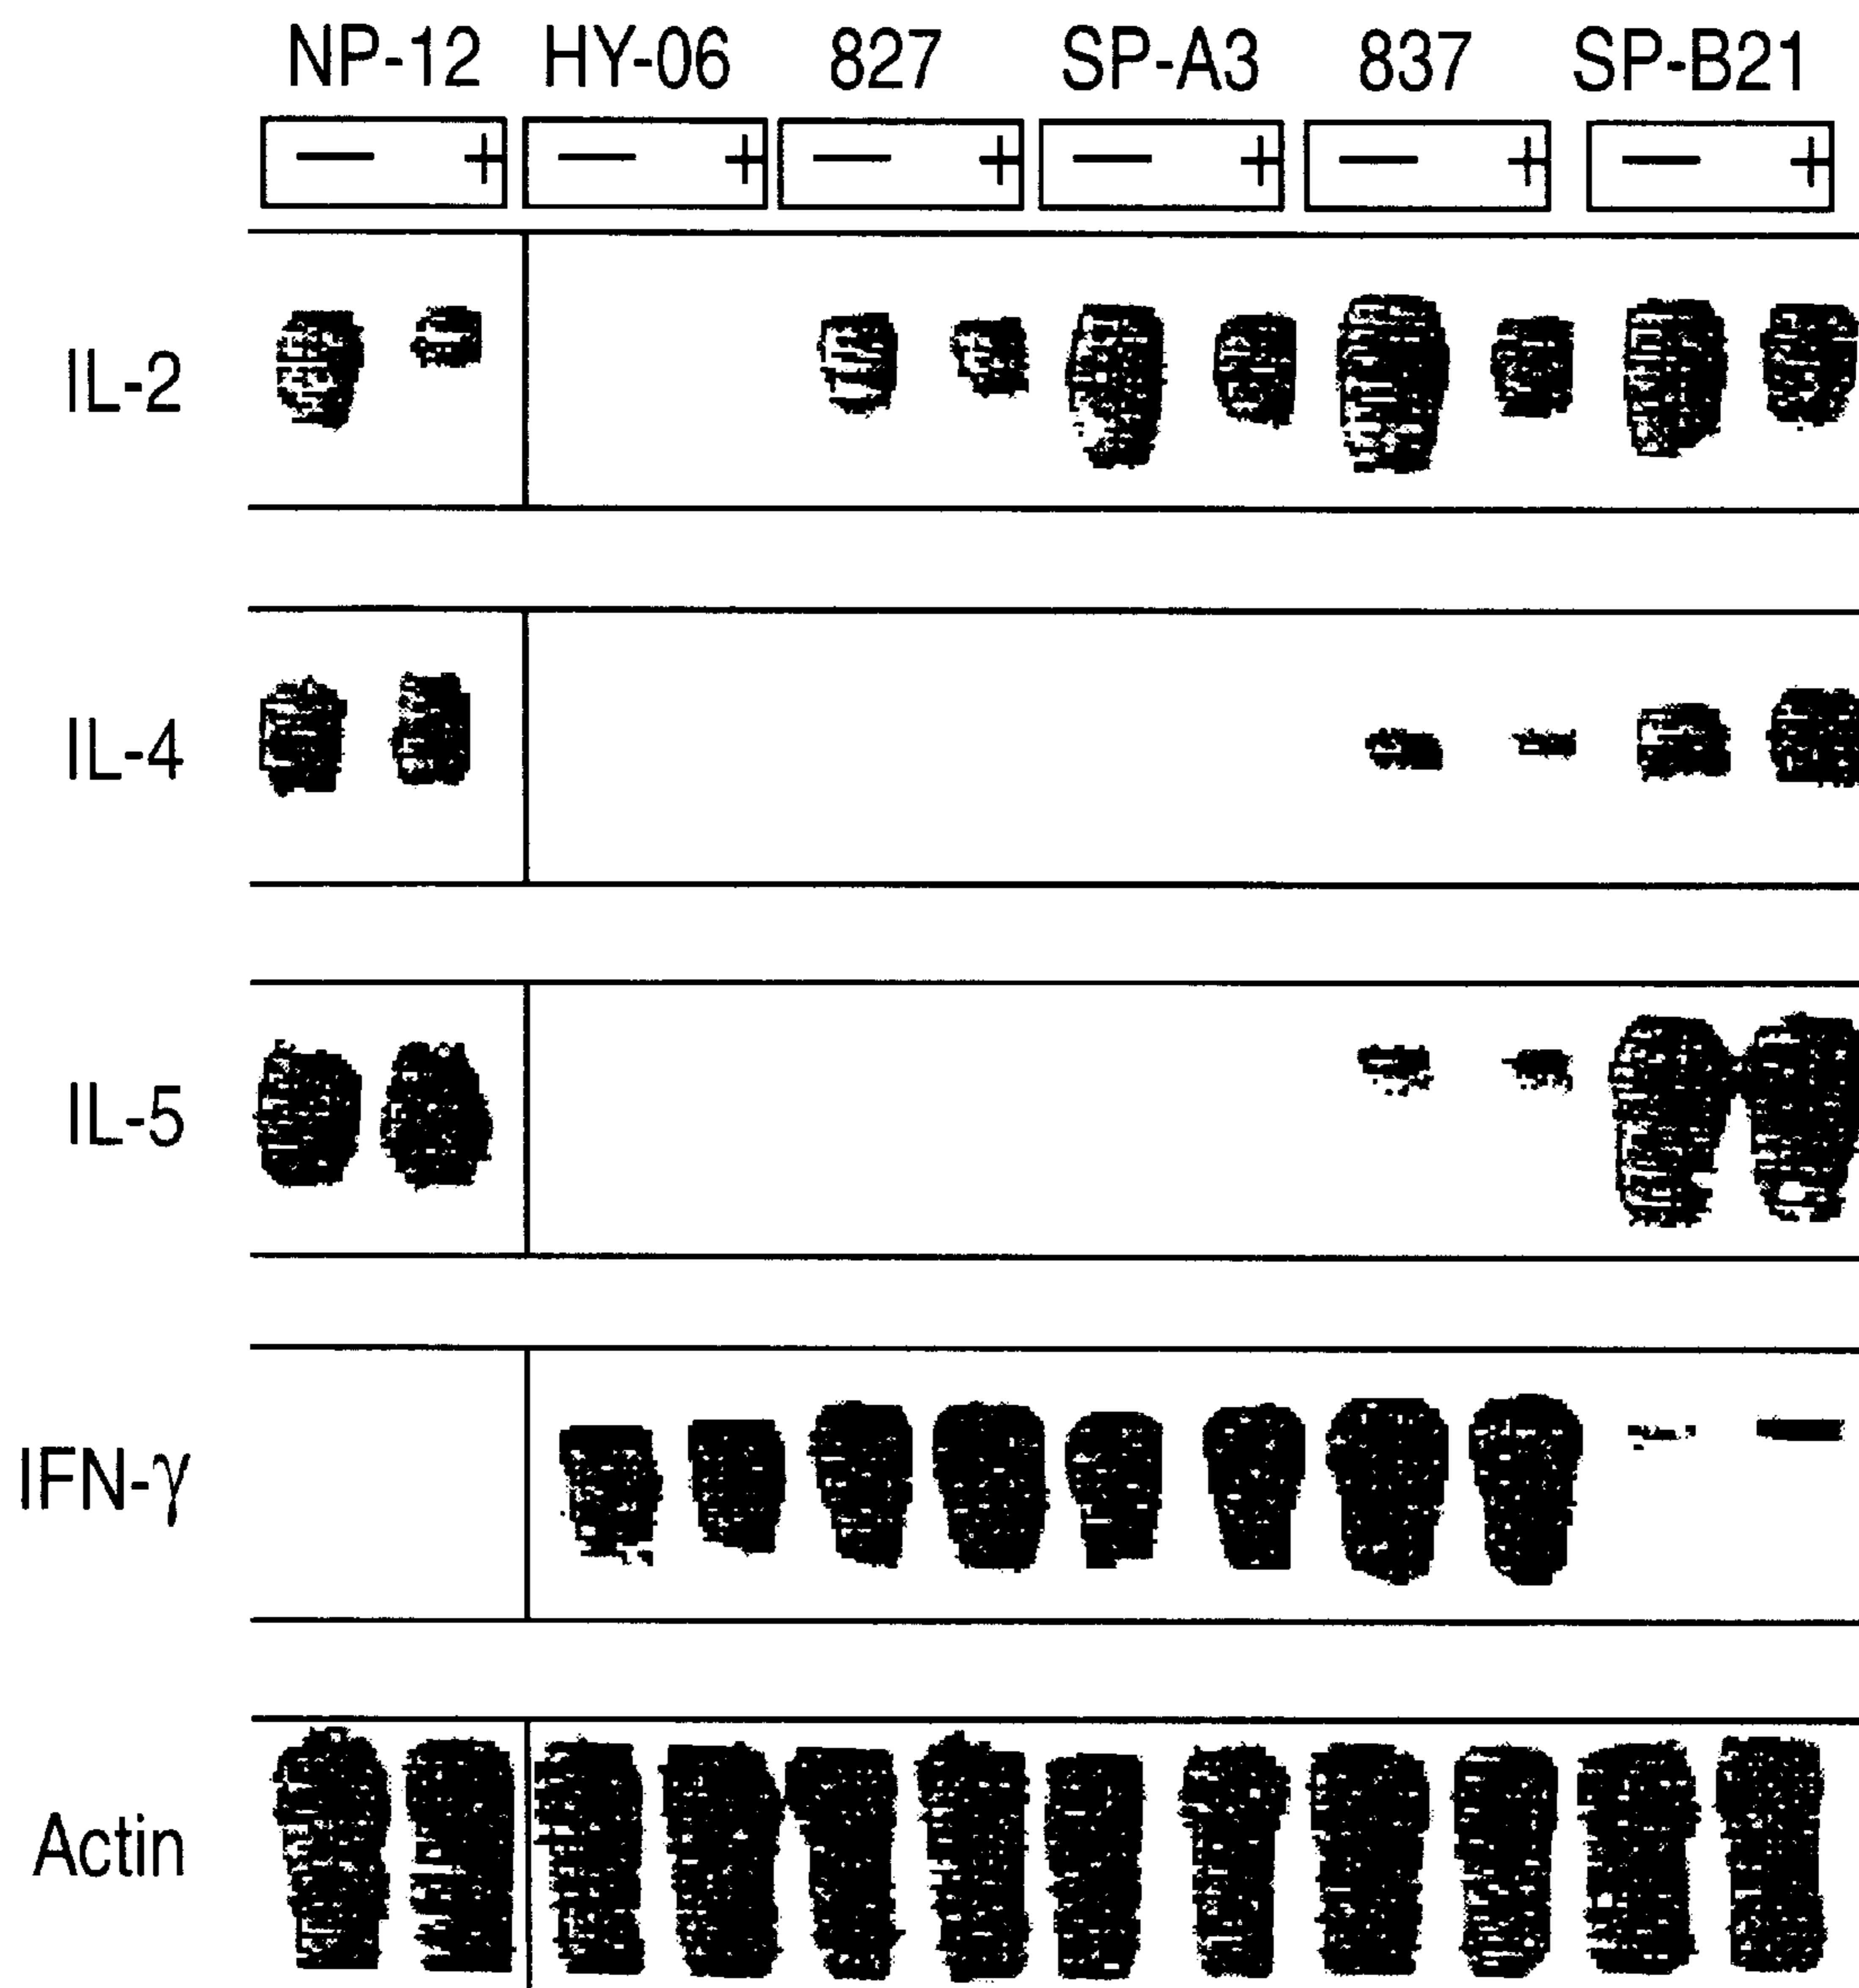 NP-12 HY-06 827 SP-A3 837 SP-B21
— + — + — + — + — + — +
IL-2
IL-4
IL-5
IFN-γ
Actin